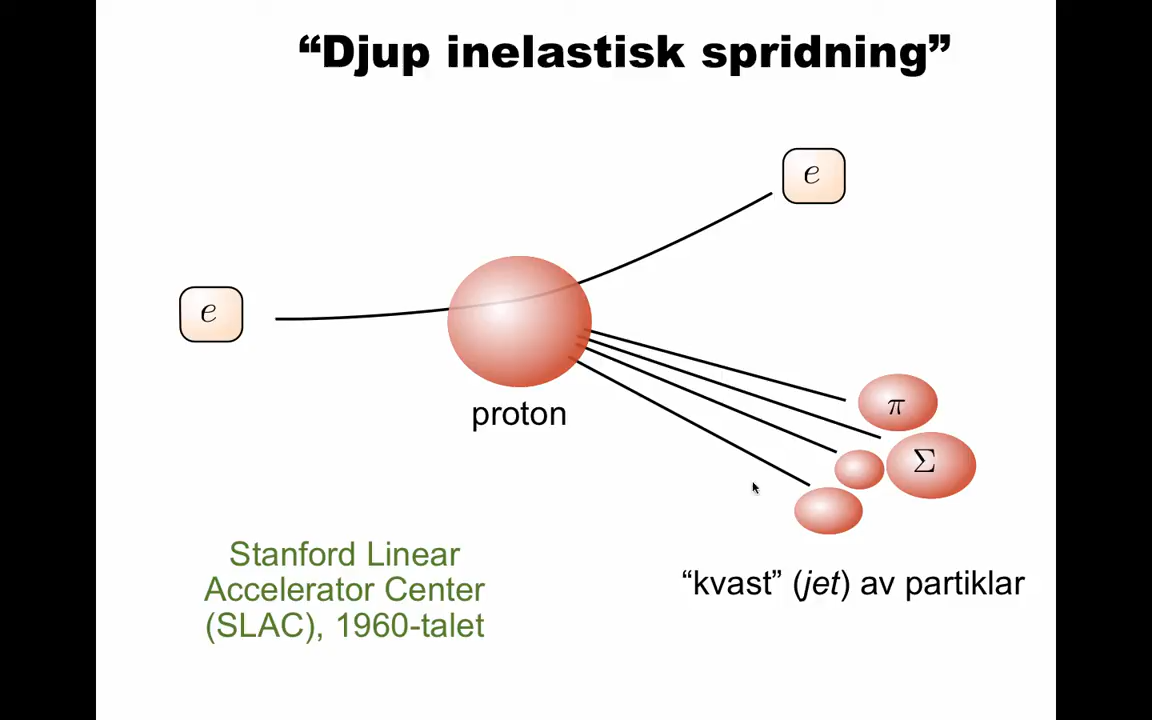 “Djup inelastisk spridning”
e
e
proton
π
Σ
Stanford Linear
Accelerator Center
(SLAC), 1960-talet
“kvast” (jet) av partiklar